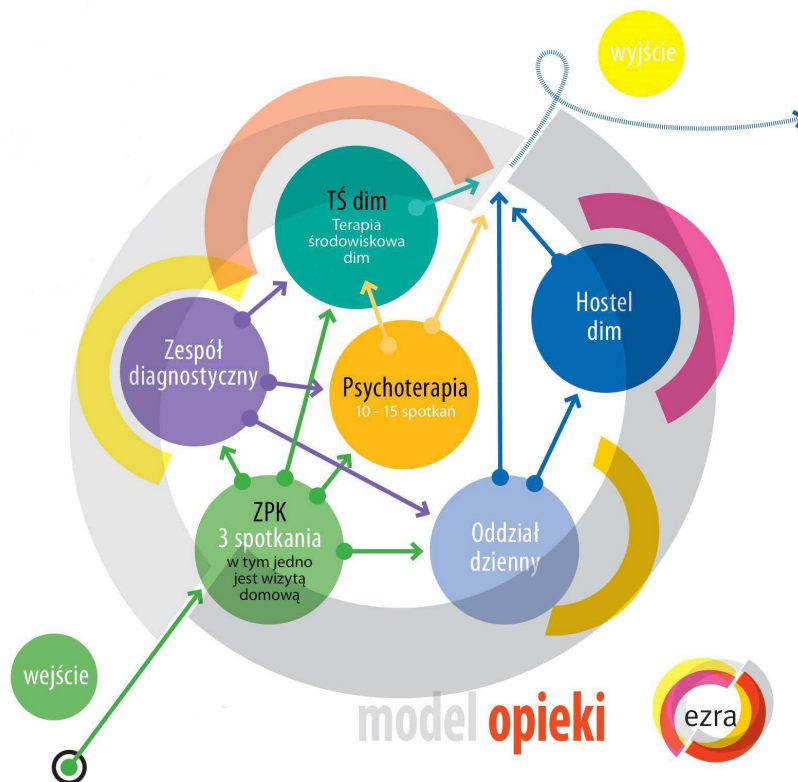 wyjście
TŚ dim
Terapia
środowiskowa
dim
Hostel
dim
Zespół
diagnostyczny
Psychoterapia
10 - 15 spotkań
ZPK
3 spotkania
w tym jedno
jest wizytą
domową
Oddział
dzienny
wejście
model opieki
ezra